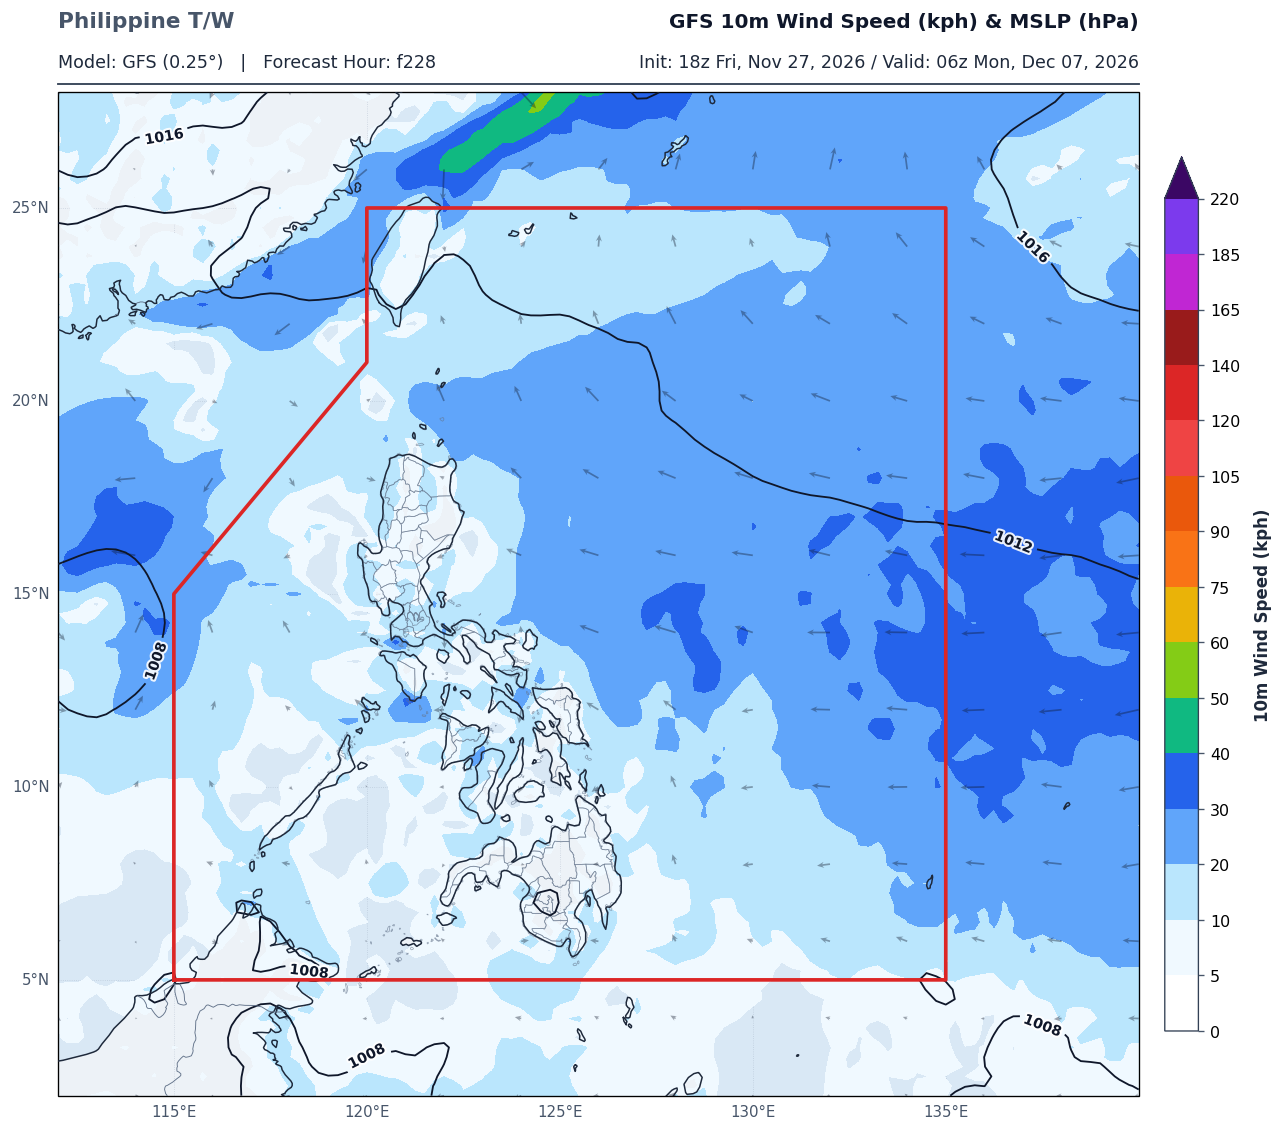 Philippine T/W
GFS 10m Wind Speed (kph) & MSLP (hPa)
Model: GFS (0.25°)   |   Forecast Hour: f228
Init: 18z Fri, Nov 27, 2026 / Valid: 06z Mon, Dec 07, 2026
1016
1016
1012
1008
1008
1008
1008
25°N
20°N
15°N
10°N
5°N
115°E
120°E
125°E
130°E
135°E
220
185
165
140
120
105
90
75
60
50
40
30
20
10
5
0
10m Wind Speed (kph)